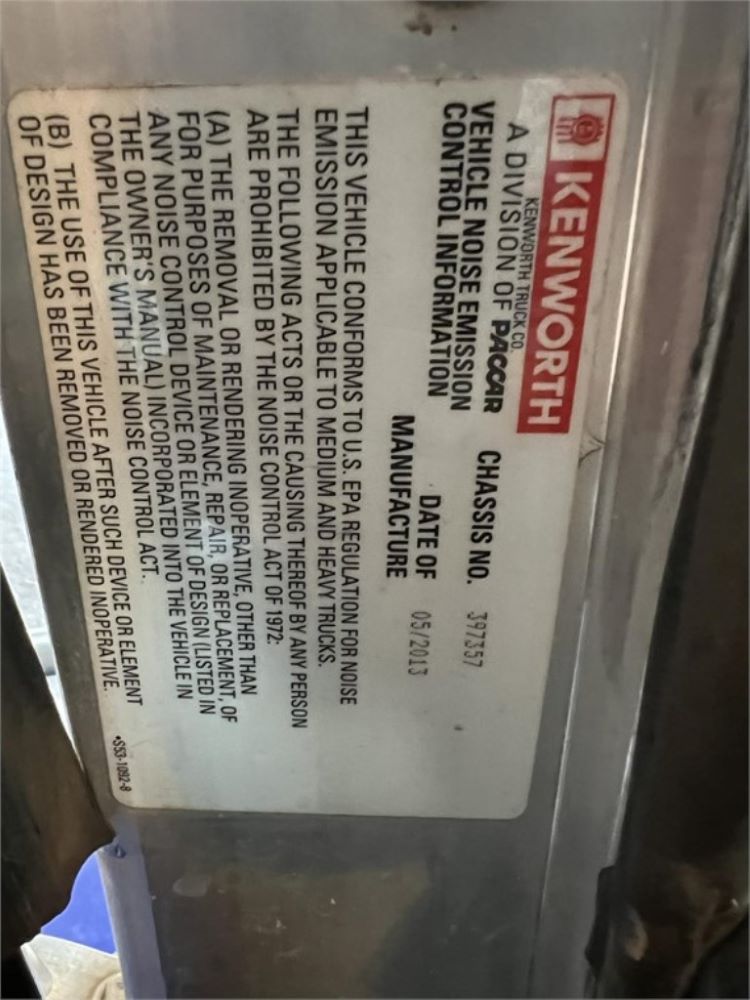 KENWORTH
KENWORTH TRUCK CO.
A DIVISION OF PACCAR
VEHICLE NOISE EMISSION
CONTROL INFORMATION
CHASSIS NO. 397357
DATE OF
MANUFACTURE 05/2013
THIS VEHICLE CONFORMS TO U.S. EPA REGULATION FOR NOISE
EMISSION APPLICABLE TO MEDIUM AND HEAVY TRUCKS.
THE FOLLOWING ACTS OR THE CAUSING THEREOF BY ANY PERSON
ARE PROHIBITED BY THE NOISE CONTROL ACT OF 1972:
(A) THE REMOVAL OR RENDERING INOPERATIVE, OTHER THAN
FOR PURPOSES OF MAINTENANCE, REPAIR, OR REPLACEMENT, OF
ANY NOISE CONTROL DEVICE OR ELEMENT OF DESIGN (LISTED IN
THE OWNER'S MANUAL) INCORPORATED INTO THE VEHICLE IN
COMPLIANCE WITH THE NOISE CONTROL ACT.
(B) THE USE OF THIS VEHICLE AFTER SUCH DEVICE OR ELEMENT
OF DESIGN HAS BEEN REMOVED OR RENDERED INOPERATIVE.
•S53-1082-8